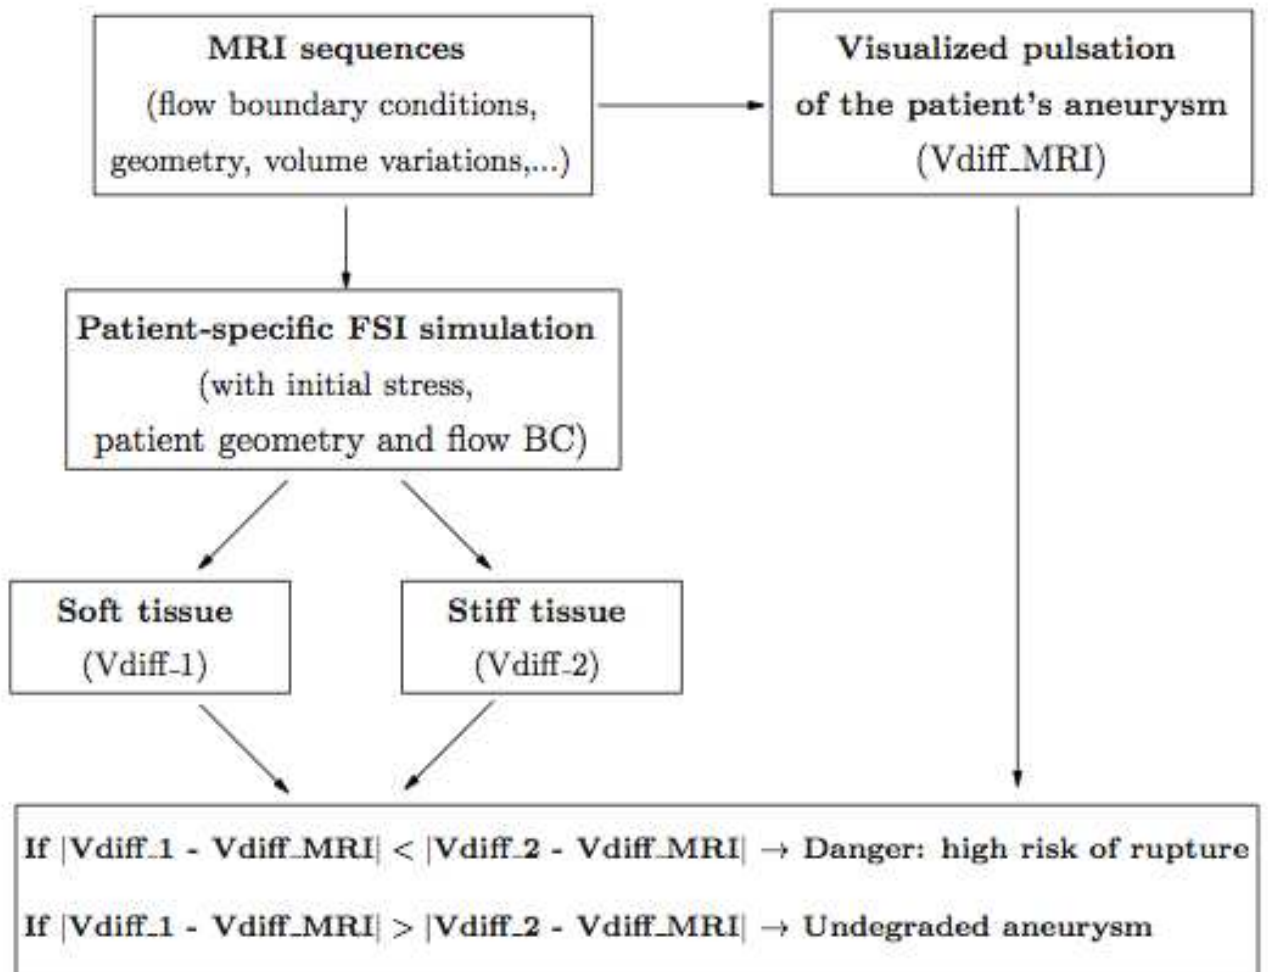 MRI sequences
(flow boundary conditions,
geometry, volume variations,...)
Visualized pulsation
of the patient's aneurysm
(Vdiff_MRI)
Patient-specific FSI simulation
(with initial stress,
patient geometry and flow BC)
Soft tissue
(Vdiff_1)
Stiff tissue
(Vdiff_2)
If |Vdiff_1 - Vdiff_MRI| < |Vdiff_2 - Vdiff_MRI| → Danger: high risk of rupture
If |Vdiff_1 - Vdiff_MRI| > |Vdiff_2 - Vdiff_MRI| → Undegraded aneurysm